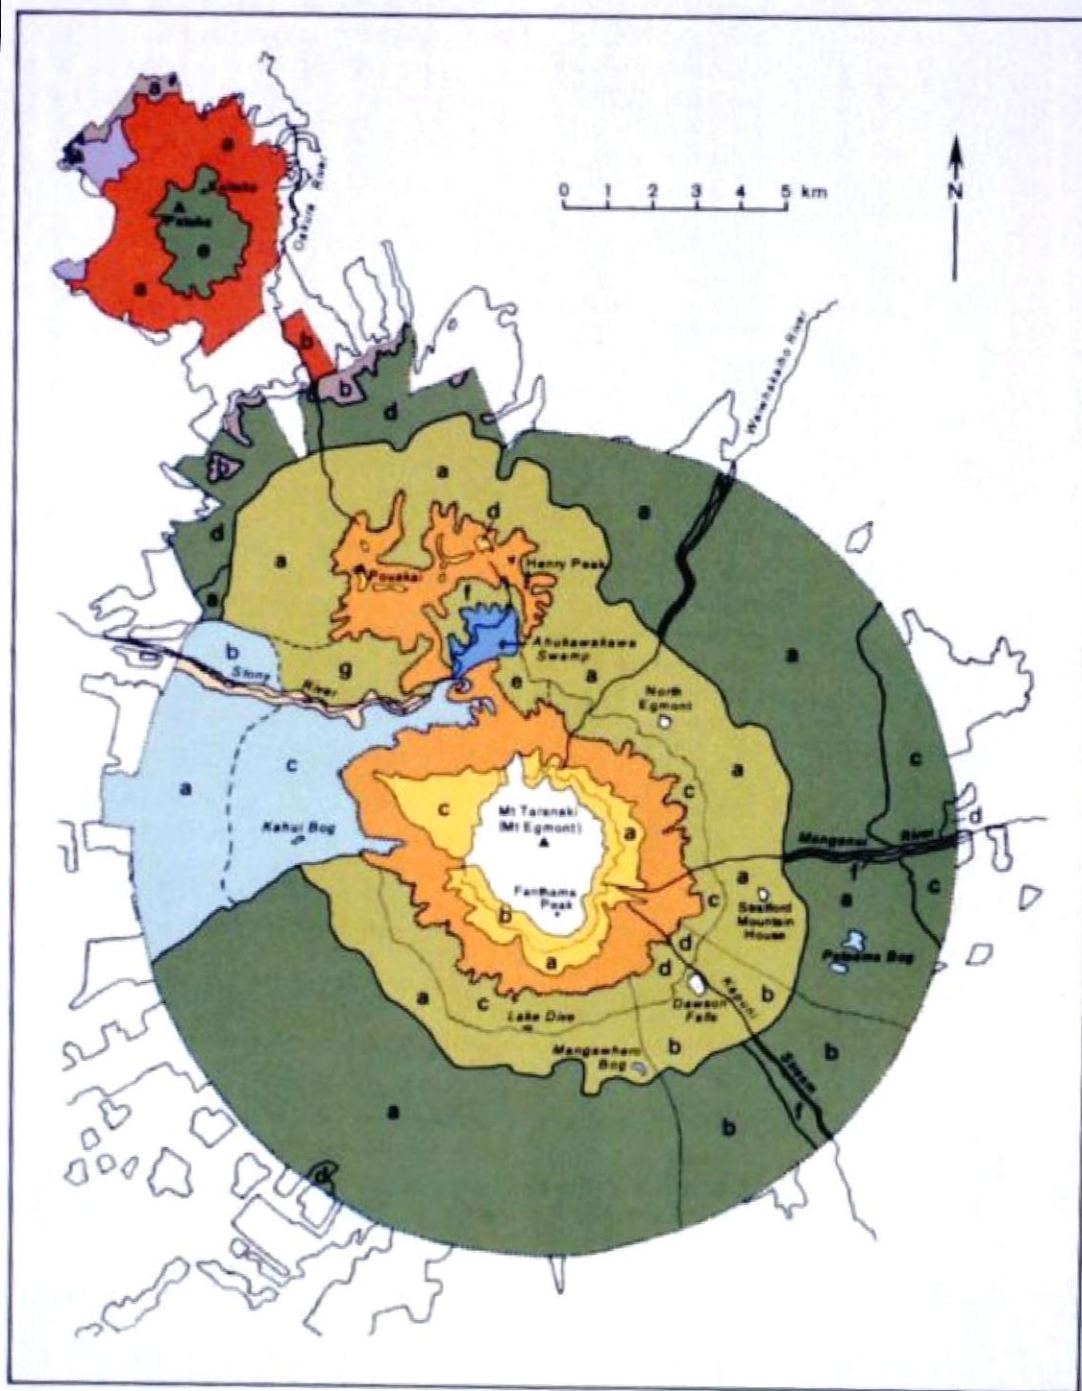 a
a
Kaitake
Patuha
e
a
Oakura River
0 1 2 3 4 5 km
N
b
b
d
Waiwhakaiho River
b
a
a
d
d
a
Pouakai
Henry Peak
f
a
a
b
Stony
River
g
Ahukawakawa
Swamp
e
a
North
Egmont
a
c
a
c
c
Kahui Bog
c
Mt Taranaki
(Mt Egmont)
a
Fanthams
Peak
b
a
c
d
Manganui River
f
a
c
Stratford
Mountain
House
a
c
Potaema Bog
d
d
Dawson
Falls
Kapuni
Stream
b
a
c
Lake Dive
Mangawhero
Bog
b
b
a
b
f
d